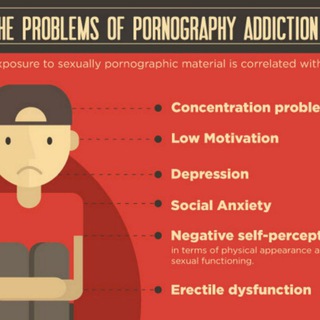 HE PROBLEMS OF PORNOGRAPHY ADDICTION
xposure to sexually pornographic material is correlated with
Concentration proble
Low Motivation
Depression
Social Anxiety
Negative self-percept
in terms of physical appearance a
sexual functioning.
Erectile dysfunction